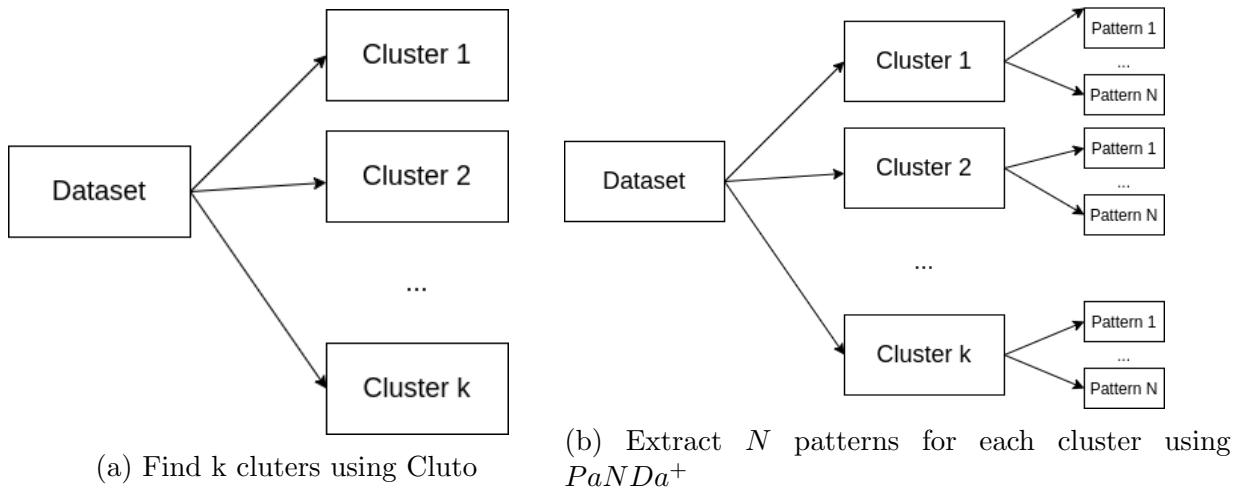 Dataset
Cluster 1
Cluster 2
...
Cluster k
(a) Find k cluters using Cluto
Dataset
Cluster 1
Cluster 2
...
Cluster k
Pattern 1
...
Pattern N
Pattern 1
...
Pattern N
Pattern 1
...
Pattern N
(b) Extract N patterns for each cluster using
PaNDa+